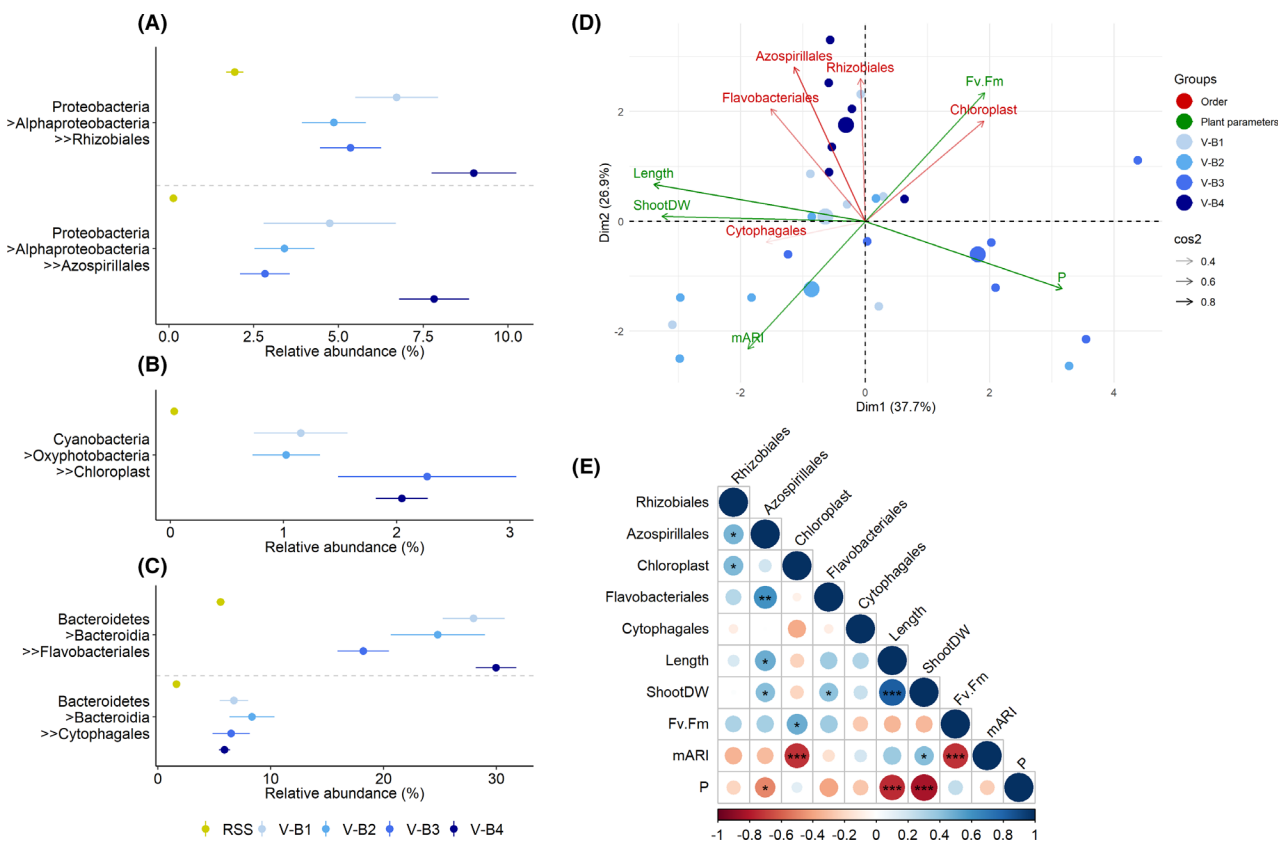 (A)
Proteobacteria
>Alphaproteobacteria
>>Rhizobiales
Proteobacteria
>Alphaproteobacteria
>>Azospirillales
0.0 2.5 5.0 7.5 10.0
Relative abundance (%)
(B)
Cyanobacteria
>Oxyphotobacteria
>>Chloroplast
0 1 2 3
Relative abundance (%)
(C)
Bacteroidetes
>Bacteroidia
>>Flavobacteriales
Bacteroidetes
>Bacteroidia
>>Cytophagales
0 10 20 30
Relative abundance (%)
RSS V-B1 V-B2 V-B3 V-B4
(D)
Azospirillales
Rhizobiales
Flavobacteriales
Fv.Fm
Chloroplast
Length
ShootDW
Cytophagales
P
mARI
2
0
-2
Dim2 (26.9%)
-2 0 2 4
Dim1 (37.7%)
Groups
Order
Plant parameters
V-B1
V-B2
V-B3
V-B4
cos2
0.4
0.6
0.8
(E)
Rhizobiales
Azospirillales
Chloroplast
Flavobacteriales
Cytophagales
Length
ShootDW
Fv.Fm
mARI
P
Rhizobiales
Azospirillales *
Chloroplast *
Flavobacteriales **
Cytophagales
Length *
ShootDW * * ***
Fv.Fm *
mARI *** * ***
P * *** ***
-1 -0.8 -0.6 -0.4 -0.2 0 0.2 0.4 0.6 0.8 1